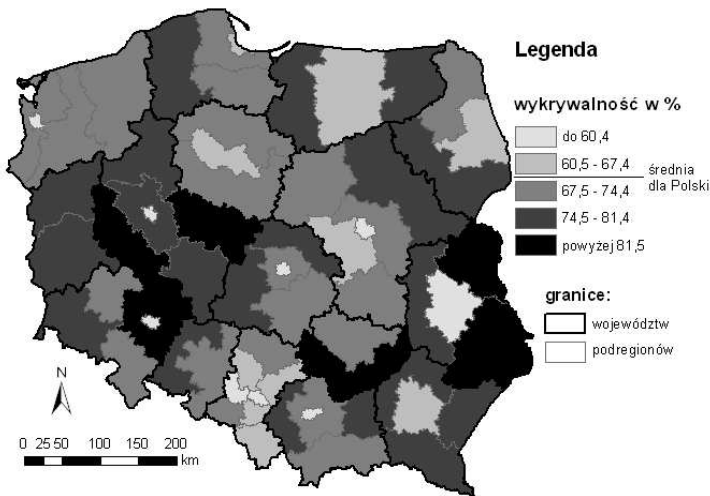 Legenda
wykrywalność w %
do 60,4
60,5 - 67,4
średnia
dla Polski
67,5 - 74,4
74,5 - 81,4
powyżej 81,5
granice:
województw
podregionów
N
0 25 50 100 150 200
km